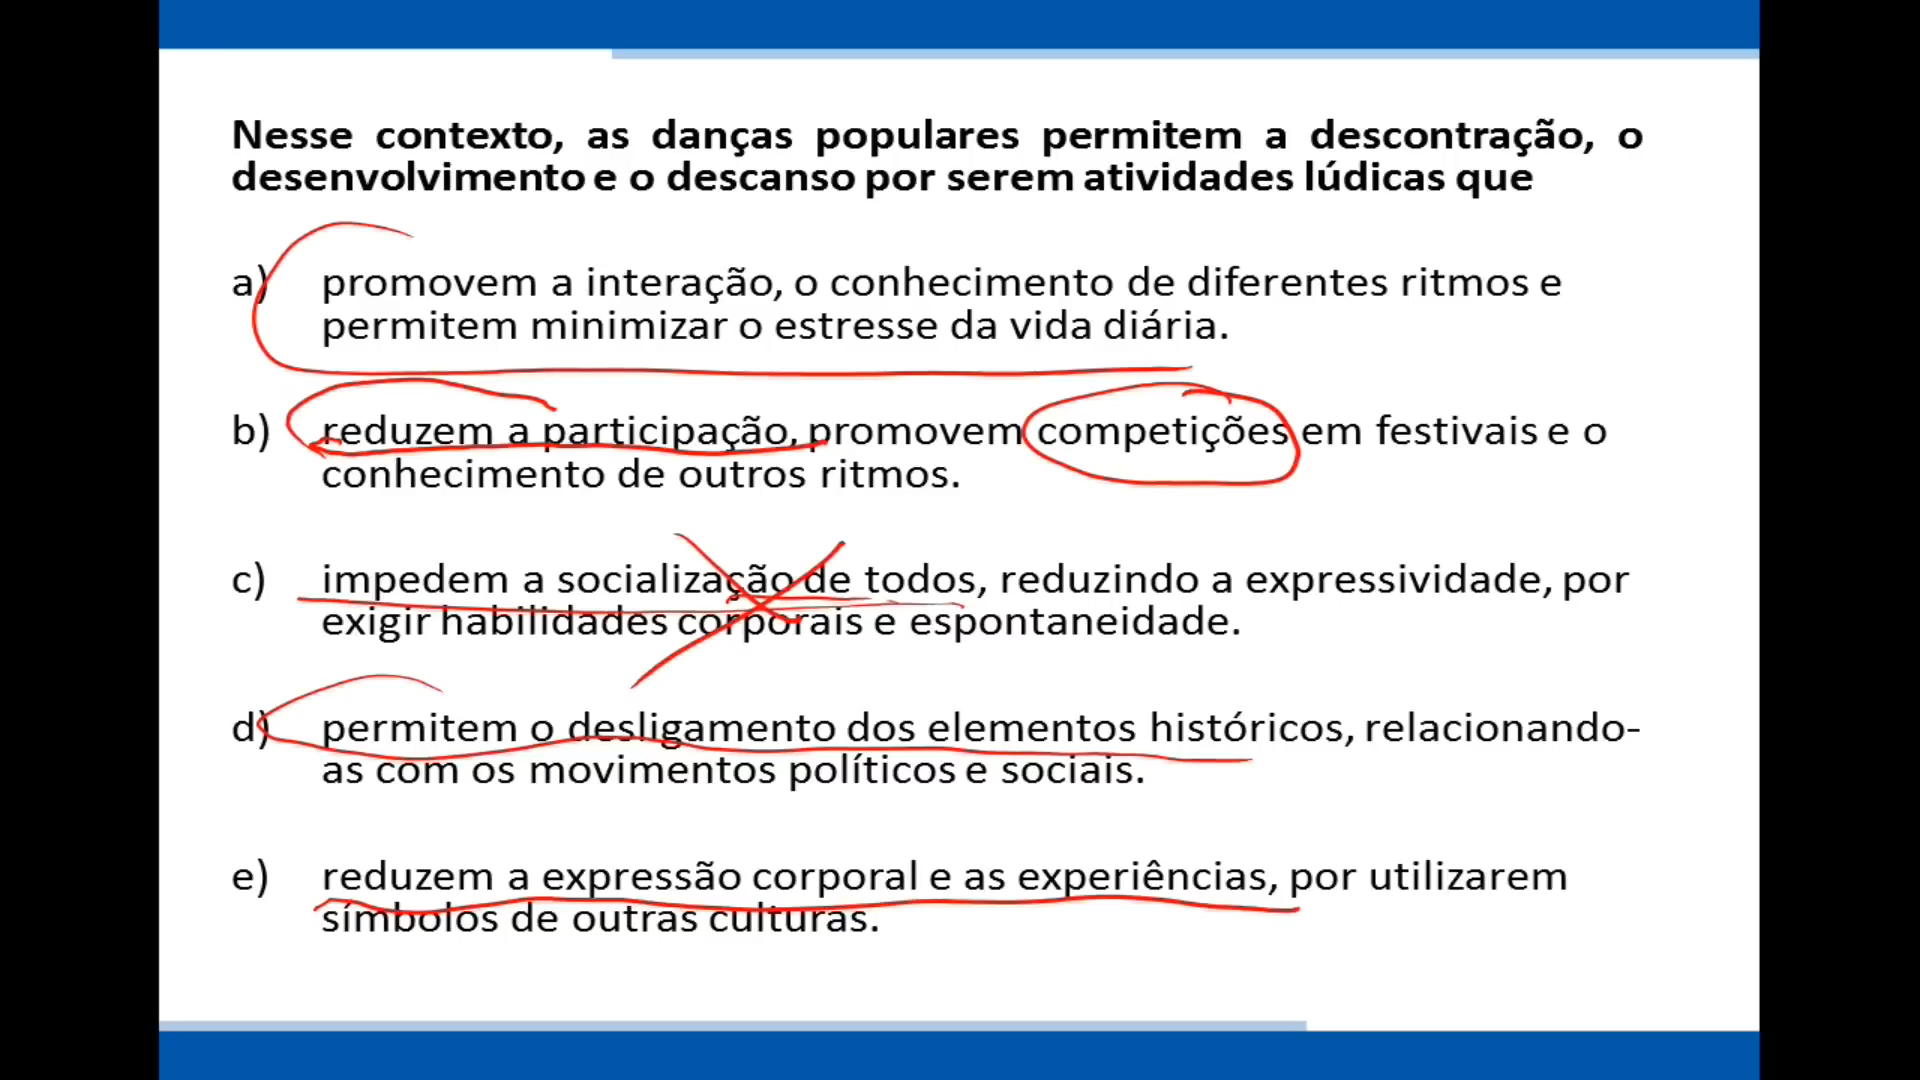 Nesse contexto, as danças populares permitem a descontração, o
desenvolvimento e o descanso por serem atividades lúdicas que
a) promovem a interação, o conhecimento de diferentes ritmos e
permitem minimizar o estresse da vida diária.
b) reduzem a participação, promovem competições em festivais e o
conhecimento de outros ritmos.
c) impedem a socialização de todos, reduzindo a expressividade, por
exigir habilidades corporais e espontaneidade.
d) permitem o desligamento dos elementos históricos, relacionando-
as com os movimentos políticos e sociais.
e) reduzem a expressão corporal e as experiências, por utilizarem
símbolos de outras culturas.